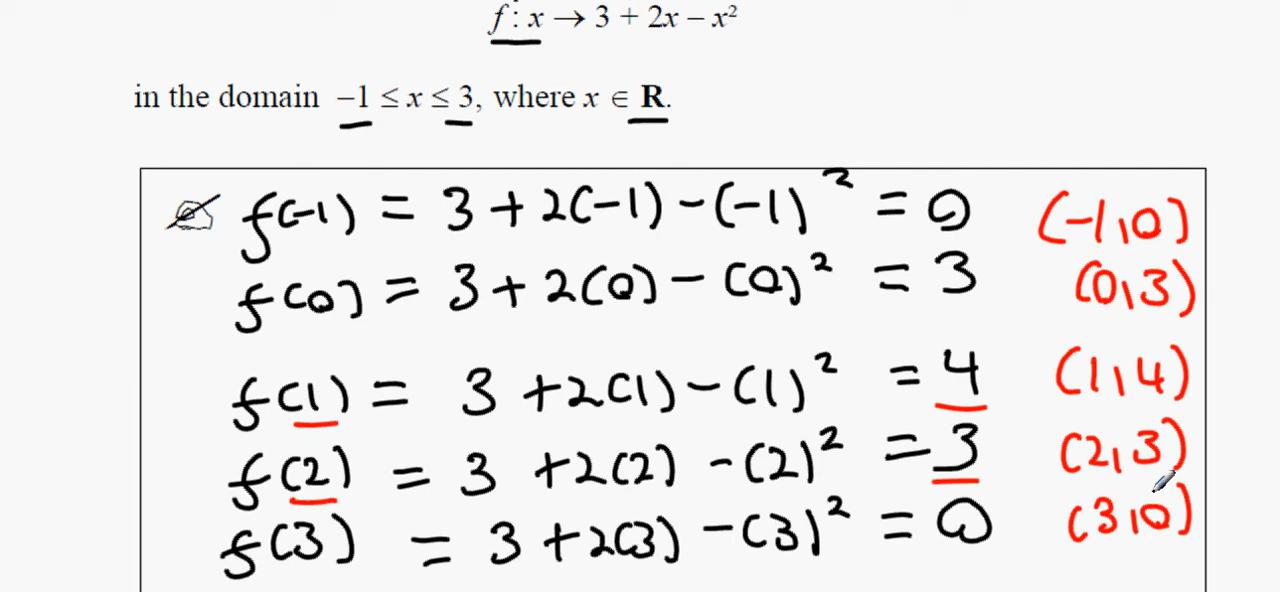 f : x → 3 + 2x − x²
in the domain −1 ≤ x ≤ 3, where x ∈ R.
f(-1) = 3 + 2(-1) - (-1)² = 0 (-1,0)
f(0) = 3 + 2(0) - (0)² = 3 (0,3)
f(1) = 3 + 2(1) - (1)² = 4 (1,4)
f(2) = 3 + 2(2) - (2)² = 3 (2,3)
f(3) = 3 + 2(3) - (3)² = 0 (3,0)